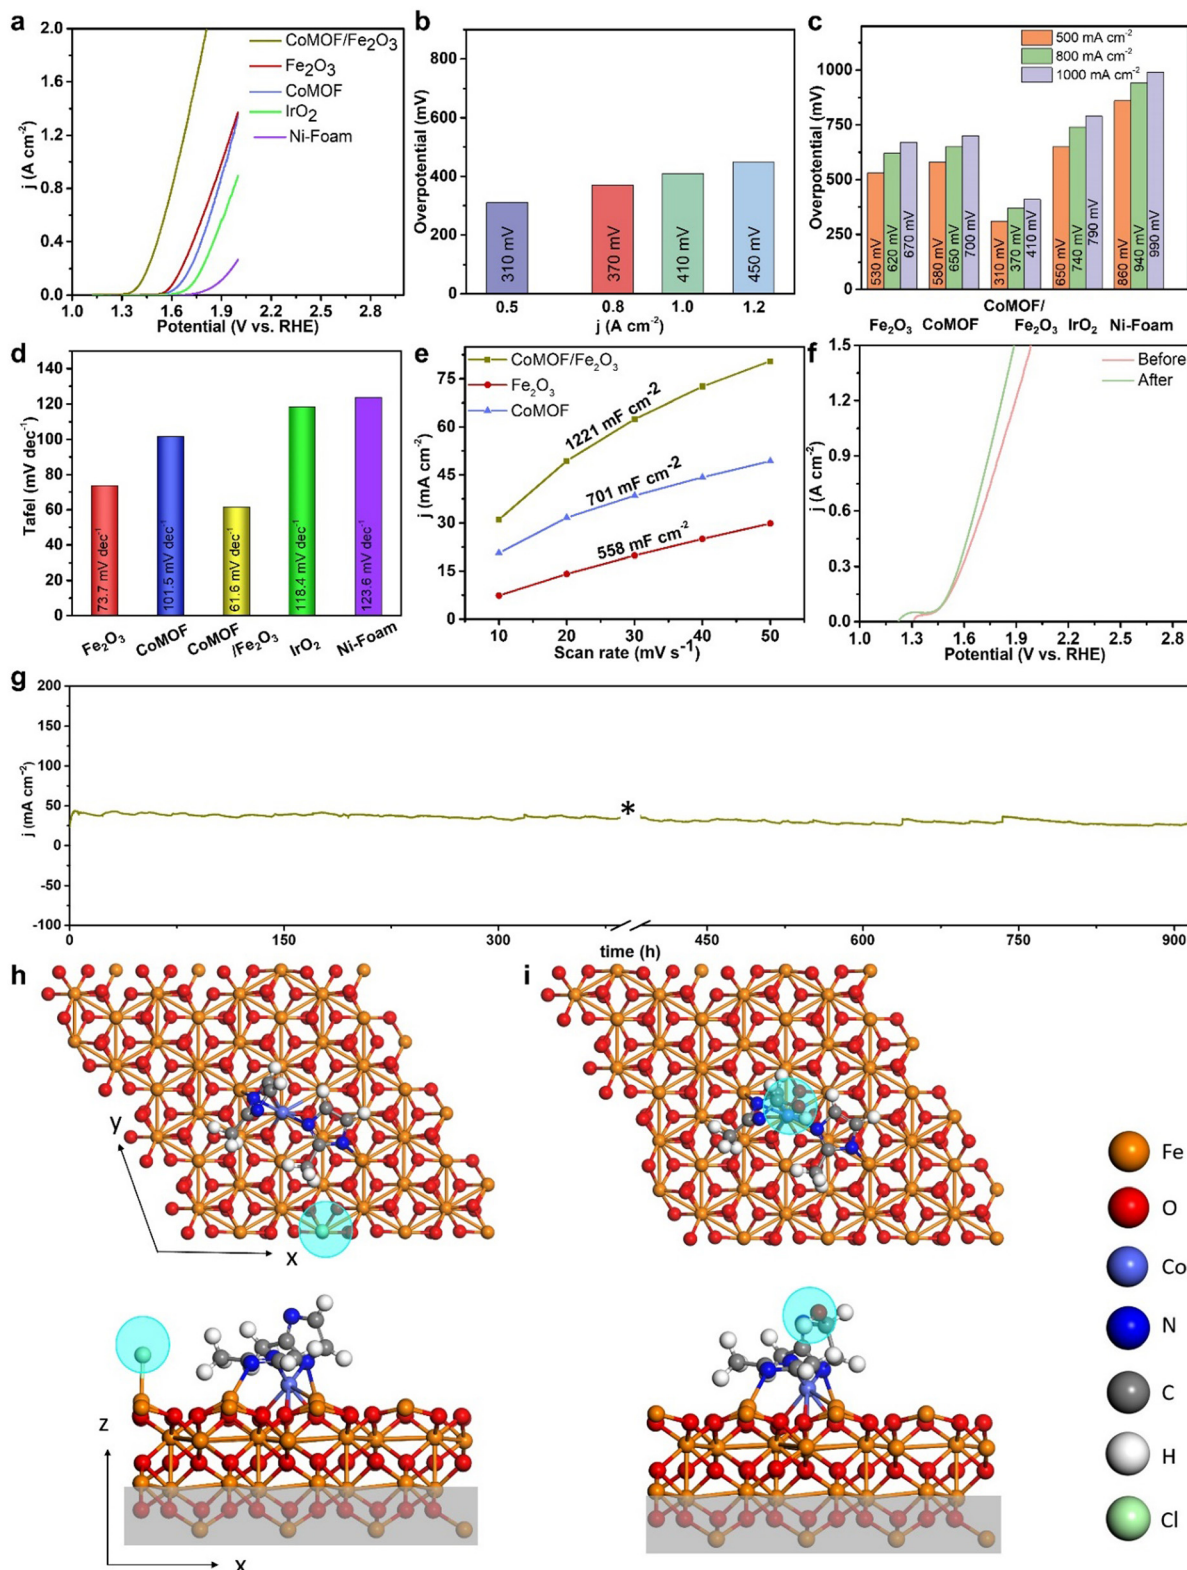 a
2.0
1.6
1.2
0.8
0.4
0.0
j (A cm⁻²)
CoMOF/Fe₂O₃
Fe₂O₃
CoMOF
IrO₂
Ni-Foam
1.2 1.5 1.8 2.1 2.4 2.7
Potential (V vs. RHE)
b
800
600
400
200
0
Overpotential (mV)
310 mV
370 mV
410 mV
450 mV
0.5 0.8 1.0 1.2
j (A cm⁻²)
c
500 mA cm⁻²
800 mA cm⁻²
1000 mA cm⁻²
1000
750
500
250
0
Overpotential (mV)
530 mV
620 mV
670 mV
580 mV
650 mV
700 mV
310 mV
370 mV
410 mV
650 mV
740 mV
790 mV
860 mV
940 mV
990 mV
CoMOF/
Fe₂O₃ CoMOF Fe₂O₃ IrO₂ Ni-Foam
d
140
120
100
80
60
40
20
0
Tafel (mV dec⁻¹)
73.7 mV dec⁻¹
101.5 mV dec⁻¹
61.6 mV dec⁻¹
118.4 mV dec⁻¹
123.6 mV dec⁻¹
Fe₂O₃ CoMOF CoMOF /Fe₂O₃ IrO₂ Ni-Foam
e
CoMOF/Fe₂O₃
Fe₂O₃
CoMOF
75
60
45
30
15
0
j (mA cm⁻²)
1221 mF cm⁻²
701 mF cm⁻²
558 mF cm⁻²
10 20 30 40 50
Scan rate (mV s⁻¹)
f
Before
After
1.5
1.2
0.9
0.6
0.3
0.0
j (A cm⁻²)
1.0 1.3 1.6 1.9 2.2 2.5 2.8
Potential (V vs. RHE)
g
200
150
100
50
0
-50
-100
j (mA cm⁻²)
*
0 150 300 450 600 750 900
time (h)
h
y
x
z
x
i
Fe
O
Co
N
C
H
Cl